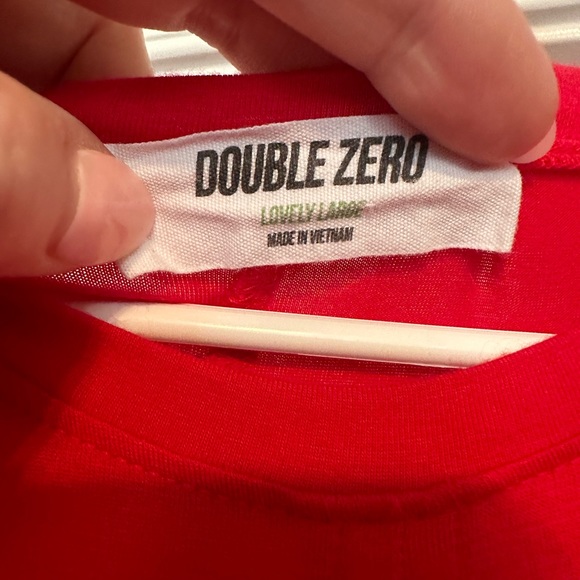 DOUBLE ZERO
LOVELY LARGE
MADE IN VIETNAM